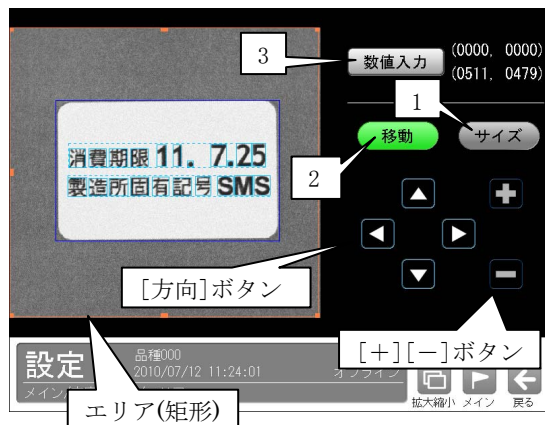 3
数値入力
(0000, 0000)
(0511, 0479)
1
移動
サイズ
2
消費期限 11. 7.25
製造所固有記号 SMS
[方向]ボタン
[＋][－]ボタン
設定
品種000
2010/07/12 11:24:01
オフライン
メイン
エリア(矩形)
拡大縮小
メイン
戻る